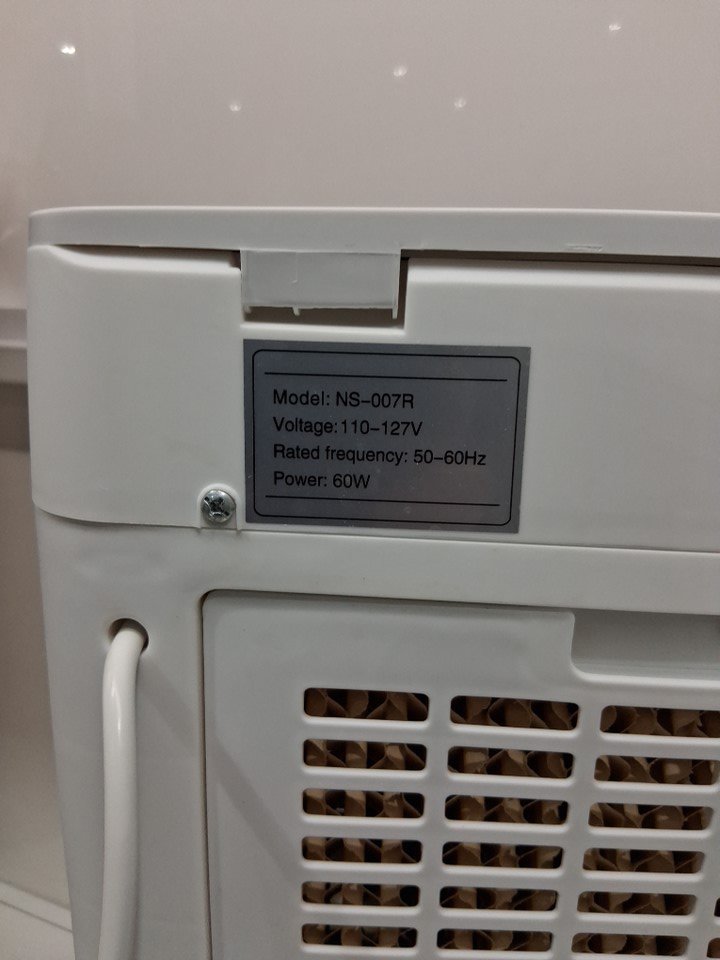 Model: NS-007R
Voltage:110-127V
Rated frequency: 50-60Hz
Power: 60W